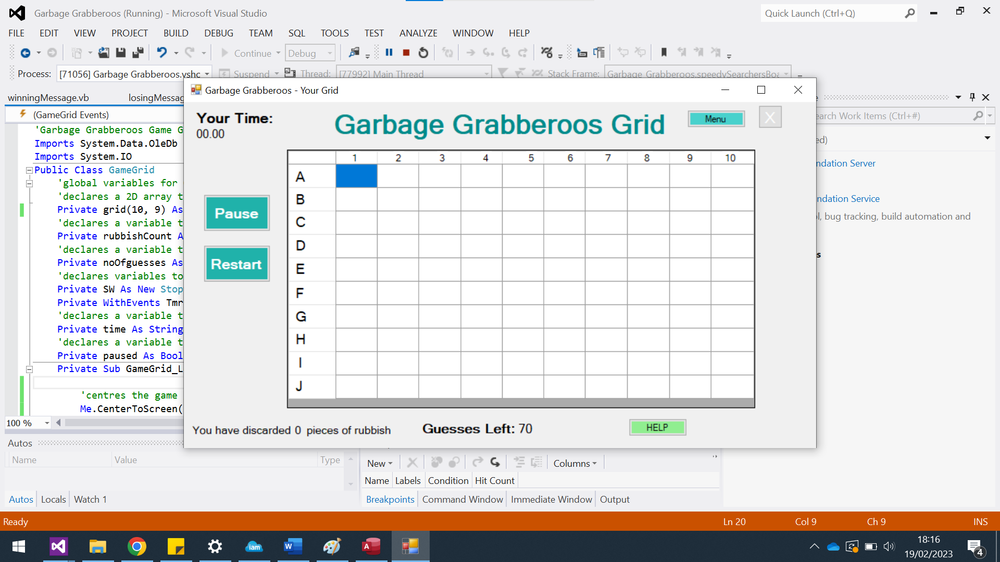 Garbage Grabberoos (Running) - Microsoft Visual Studio
Quick Launch (Ctrl+Q)
FILE EDIT VIEW PROJECT BUILD DEBUG TEAM SQL TOOLS TEST ANALYZE WINDOW HELP
Continue Debug
Process: [71056] Garbage Grabberoos.vshc Suspend Thread: [77992] Main Thread Stack Frame: Garbage_Grabberoos.speedySearchersBoa
winningMessage.vb losingMessag
(GameGrid Events)
'Garbage Grabberoos Game G
Imports System.Data.OleDb
Imports System.IO
Public Class GameGrid
'global variables for
'declares a 2D array t
Private grid(10, 9) As
'declares a variable t
Private rubbishCount A
'declares a variable t
Private noOfguesses As
'declares variables to
Private SW As New Stop
Private WithEvents Tmr
'declares a variable t
Private time As String
'declares a variable t
Private paused As Bool
Private Sub GameGrid_L
'centres the game
Me.CenterToScreen(
100 %
Garbage Grabberoos - Your Grid
Your Time:
00.00
Garbage Grabberoos Grid
Menu
X
1 2 3 4 5 6 7 8 9 10
A
B
C
D
E
F
G
H
I
J
Pause
Restart
You have discarded 0 pieces of rubbish
Guesses Left: 70
HELP
earch Work Items (Ctrl+#)
ed)
ndation Server
ndation Service
ol, bug tracking, build automation and
s
Autos
Name Value Type
Autos Locals Watch 1
New Columns
Name Labels Condition Hit Count
Breakpoints Command Window Immediate Window Output
Ready Ln 20 Col 9 Ch 9 INS
iam
W
A
18:16
19/02/2023
4